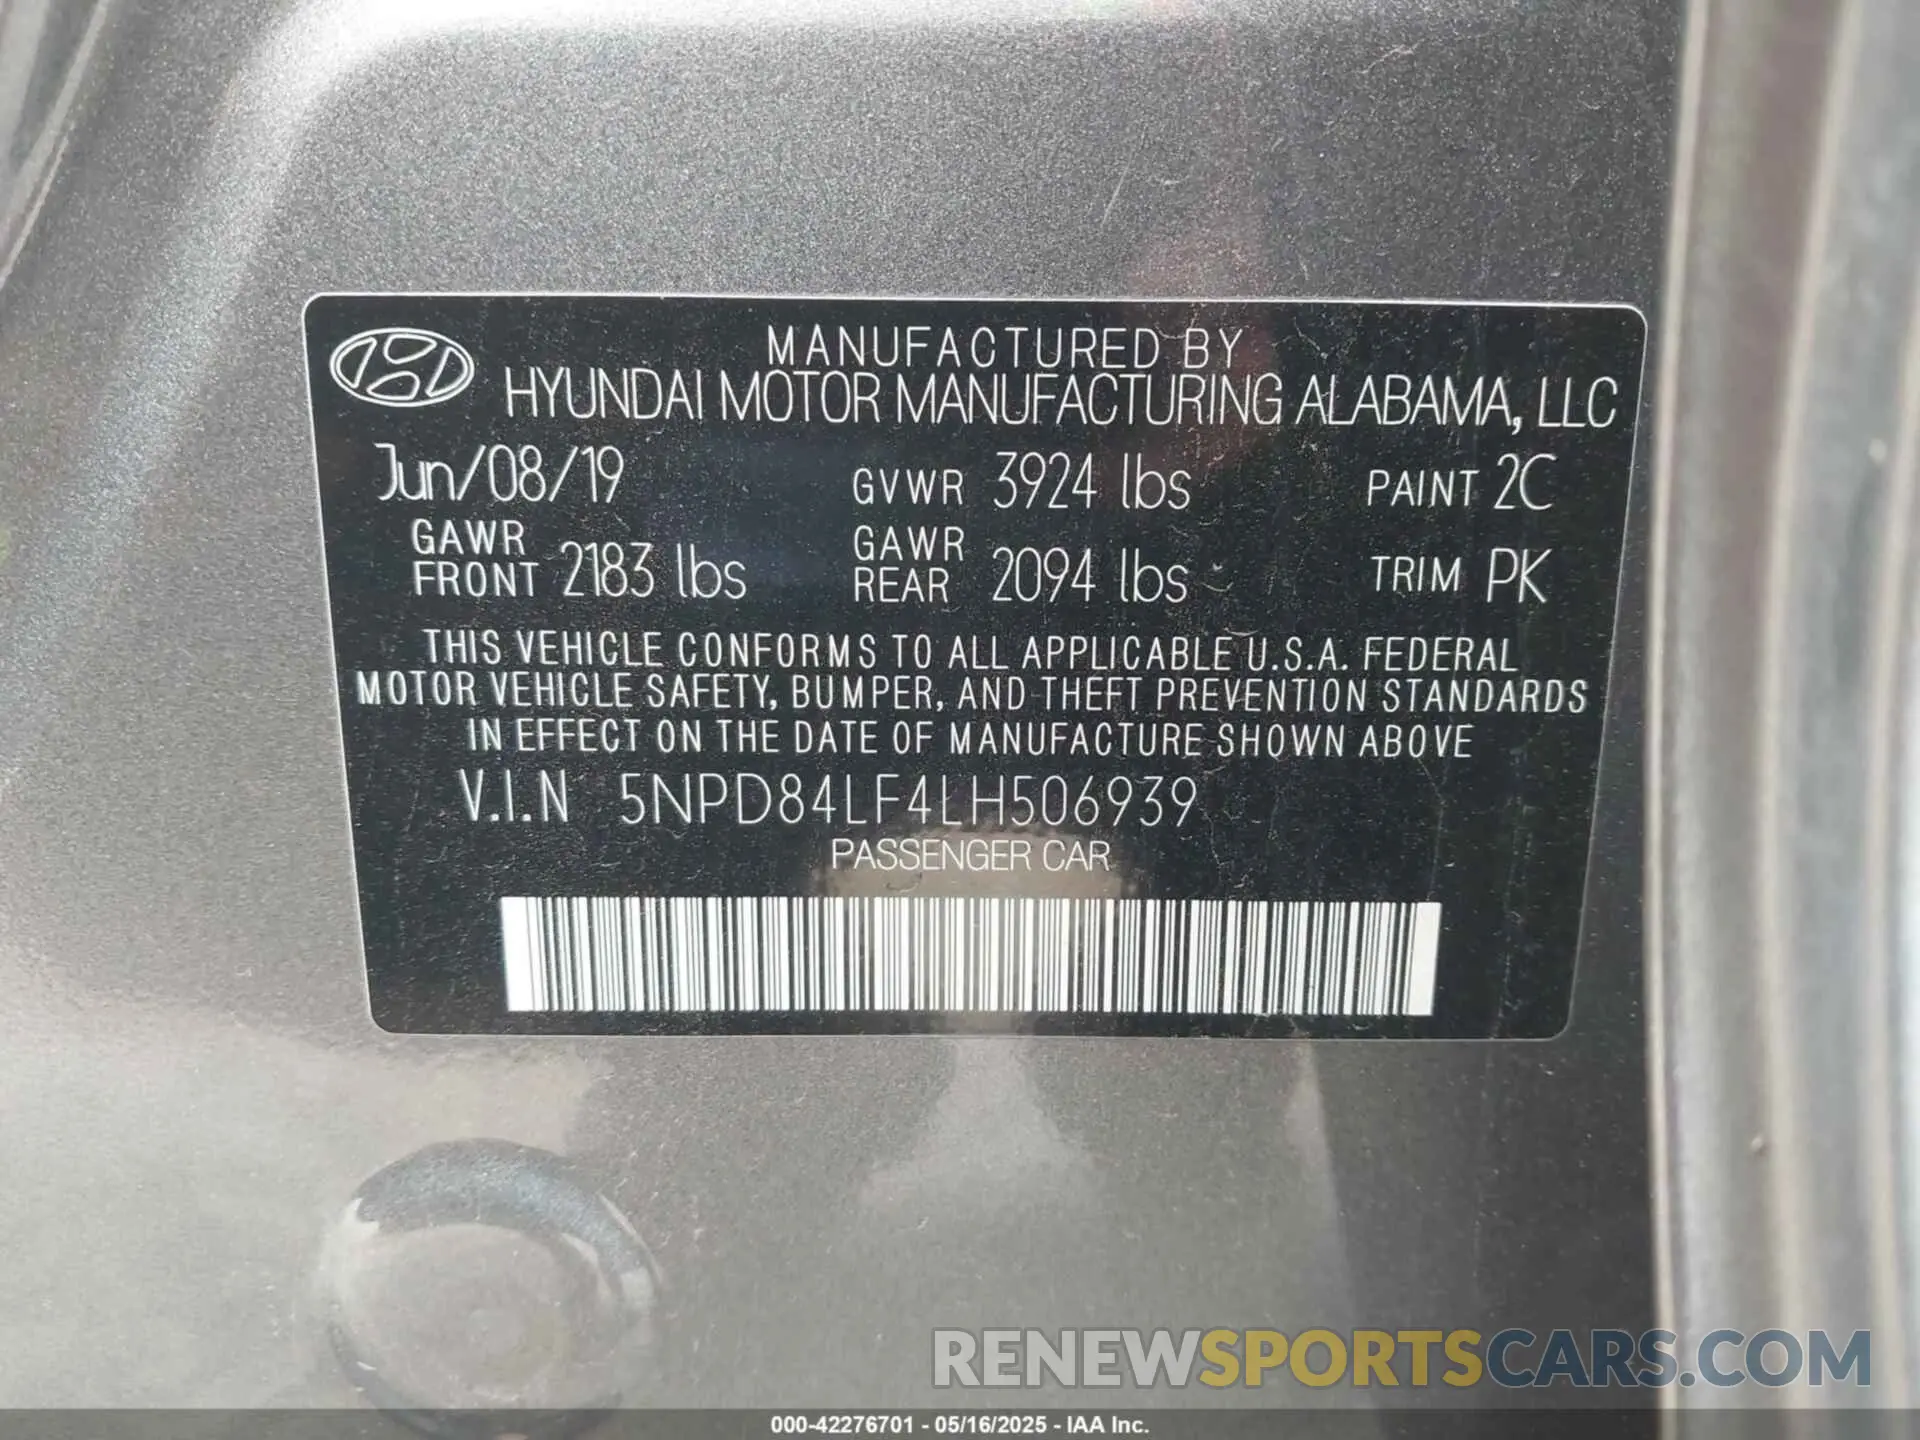 MANUFACTURED BY
HYUNDAI MOTOR MANUFACTURING ALABAMA, LLC
Jun/08/19 GVWR 3924 lbs PAINT 2C
GAWR FRONT 2183 lbs GAWR REAR 2094 lbs TRIM PK
THIS VEHICLE CONFORMS TO ALL APPLICABLE U.S.A. FEDERAL
MOTOR VEHICLE SAFETY, BUMPER, AND THEFT PREVENTION STANDARDS
IN EFFECT ON THE DATE OF MANUFACTURE SHOWN ABOVE
V.I.N 5NPD84LF4LH506939
PASSENGER CAR
RENEWSPORTSCARS.COM
000-42276701 - 05/16/2025 - IAA Inc.